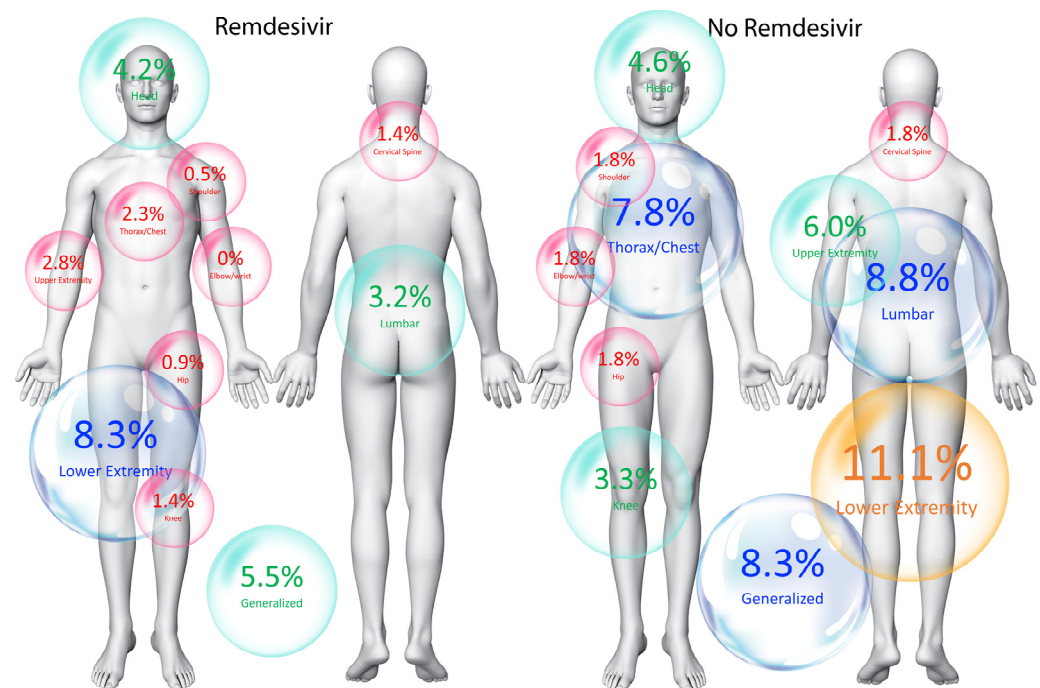 Remdesivir
4.2%
Head
1.4%
Cervical Spine
0.5%
Shoulder
2.3%
Thorax/Chest
2.8%
Upper Extremity
0%
Elbow/wrist
3.2%
Lumbar
0.9%
Hip
8.3%
Lower Extremity
1.4%
Knee
5.5%
Generalized
No Remdesivir
4.6%
Head
1.8%
Cervical Spine
1.8%
Shoulder
7.8%
Thorax/Chest
6.0%
Upper Extremity
1.8%
Elbow/wrist
8.8%
Lumbar
1.8%
Hip
3.3%
Knee
11.1%
Lower Extremity
8.3%
Generalized